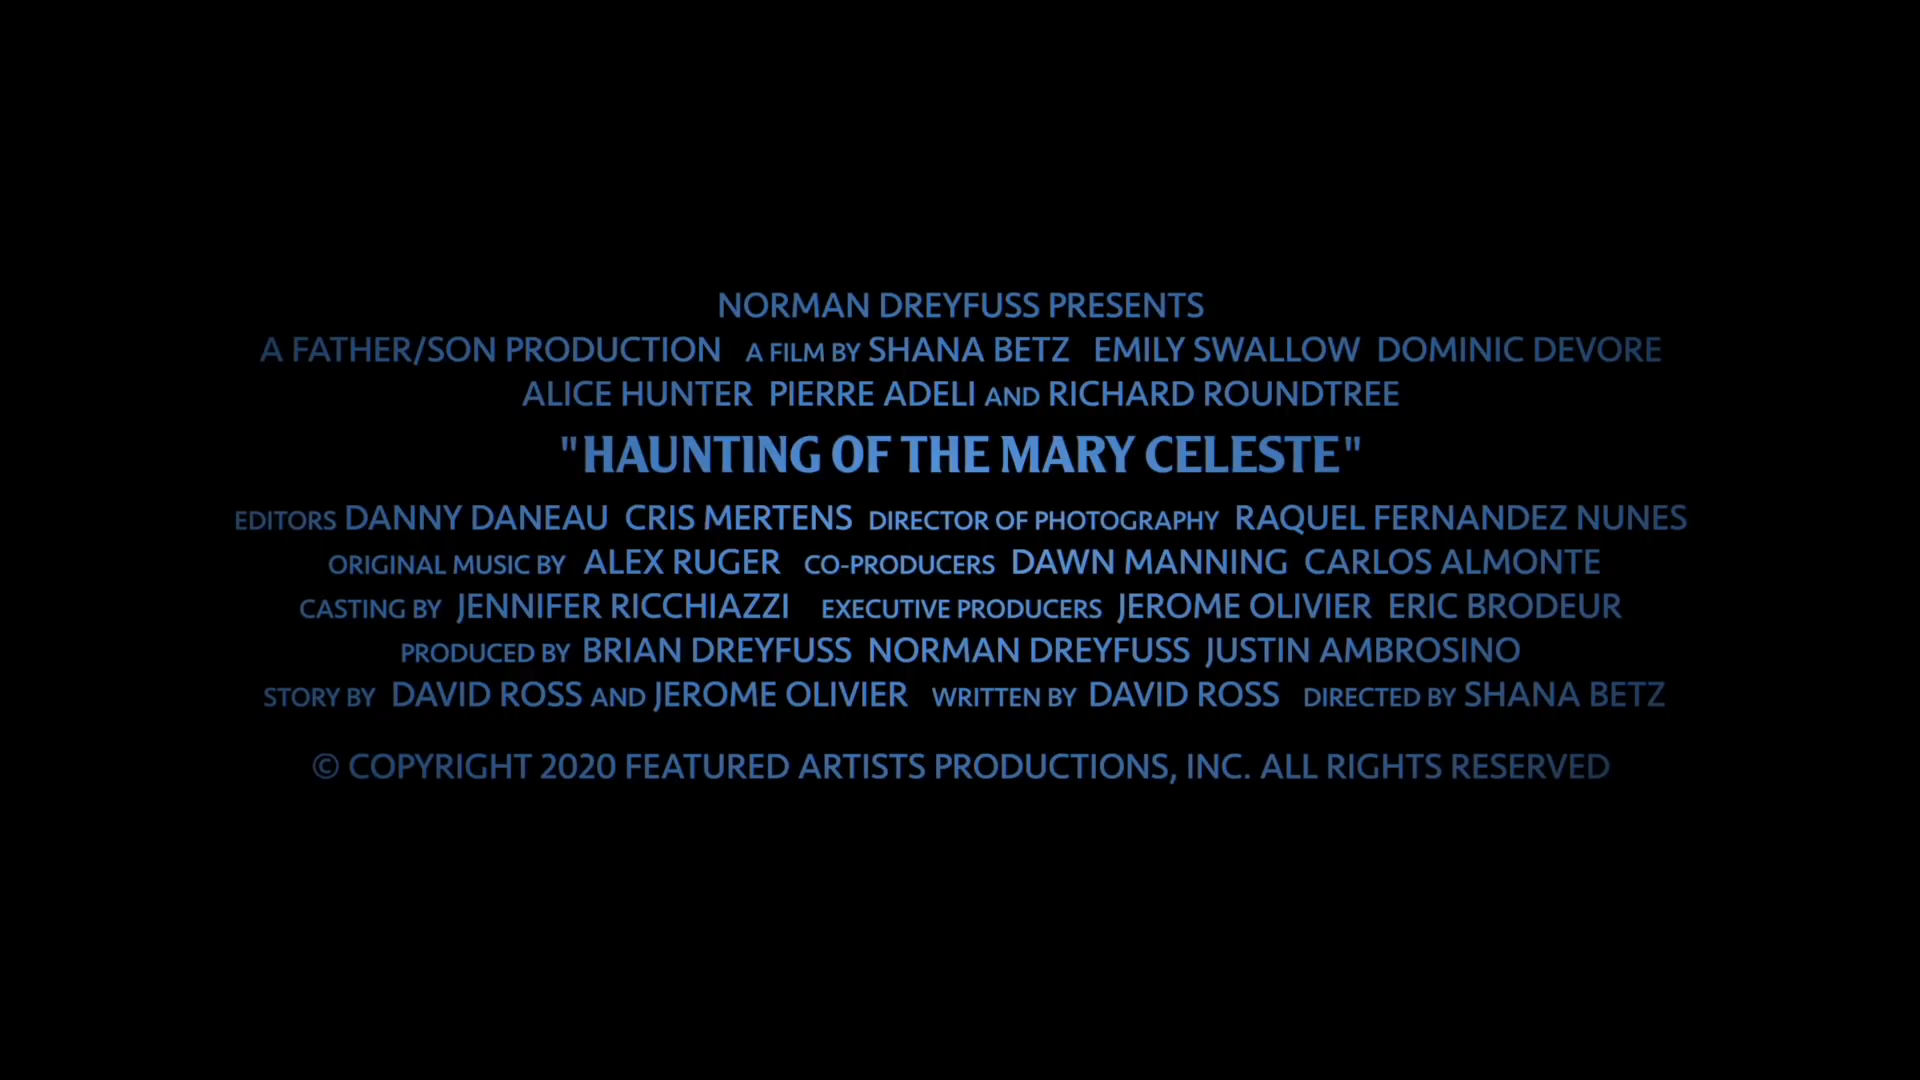 NORMAN DREYFUSS PRESENTS
A FATHER/SON PRODUCTION A FILM BY SHANA BETZ EMILY SWALLOW DOMINIC DEVORE
ALICE HUNTER PIERRE ADELI AND RICHARD ROUNDTREE
"HAUNTING OF THE MARY CELESTE"
EDITORS DANNY DANEAU CRIS MERTENS DIRECTOR OF PHOTOGRAPHY RAQUEL FERNANDEZ NUNES
ORIGINAL MUSIC BY ALEX RUGER CO-PRODUCERS DAWN MANNING CARLOS ALMONTE
CASTING BY JENNIFER RICCHIAZZI EXECUTIVE PRODUCERS JEROME OLIVIER ERIC BRODEUR
PRODUCED BY BRIAN DREYFUSS NORMAN DREYFUSS JUSTIN AMBROSINO
STORY BY DAVID ROSS AND JEROME OLIVIER WRITTEN BY DAVID ROSS DIRECTED BY SHANA BETZ
© COPYRIGHT 2020 FEATURED ARTISTS PRODUCTIONS, INC. ALL RIGHTS RESERVED